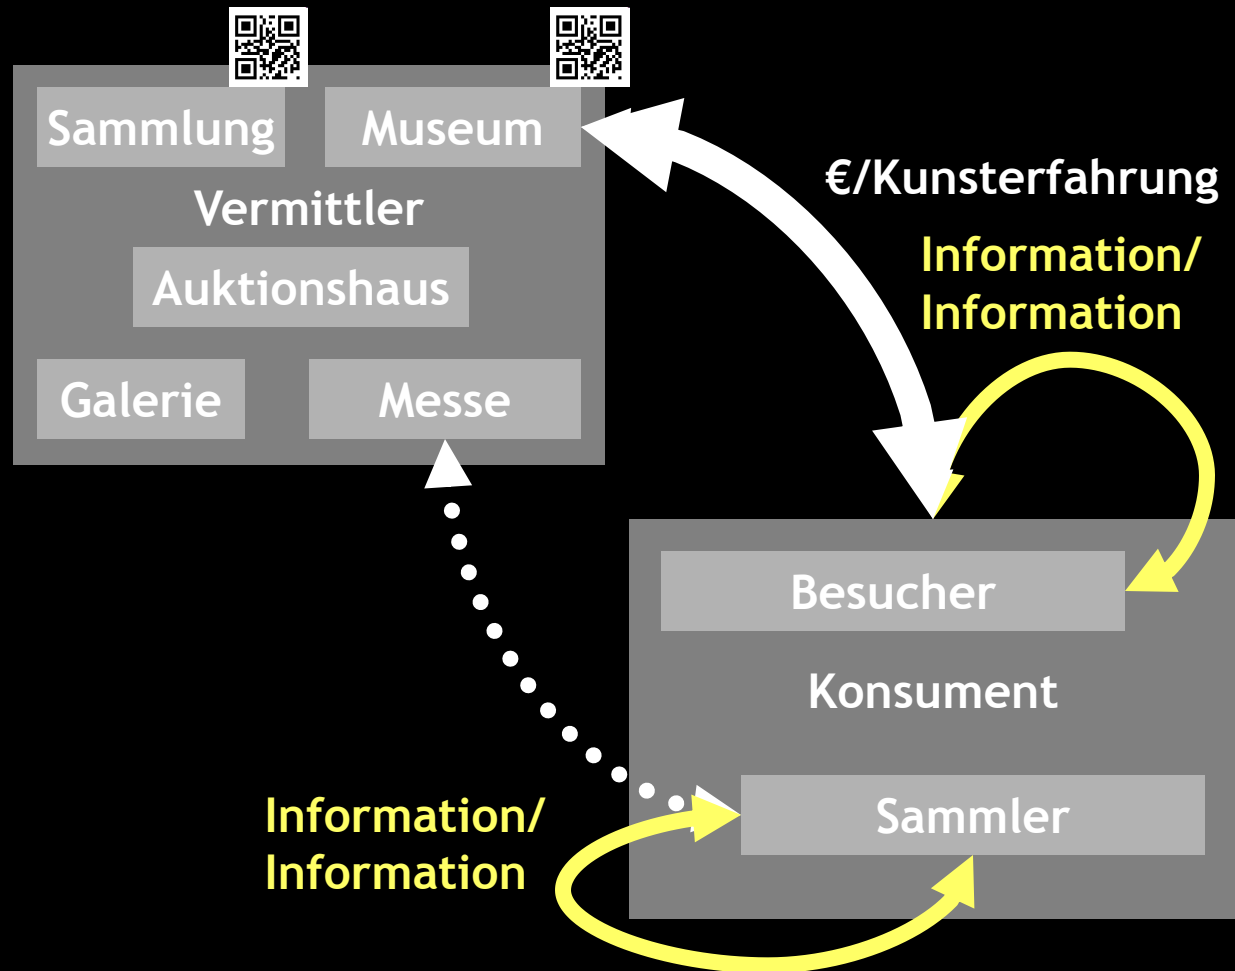 Sammlung
Museum
Vermittler
Auktionshaus
Galerie
Messe
€/Kunsterfahrung
Information/
Information
Besucher
Konsument
Sammler
Information/
Information